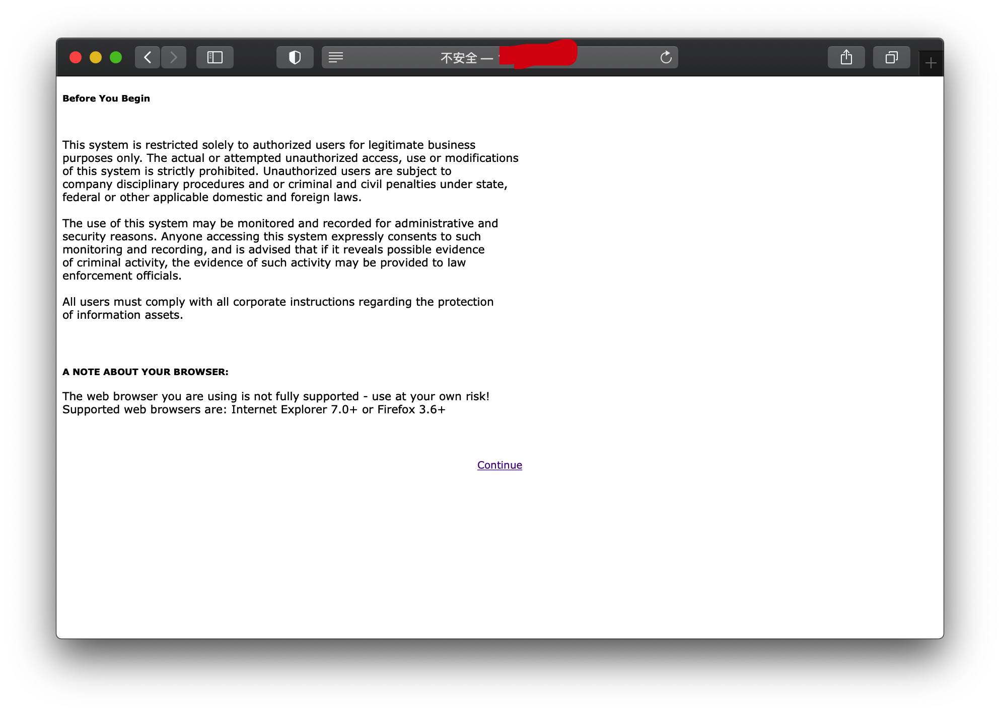 不安全 —
Before You Begin
This system is restricted solely to authorized users for legitimate business
purposes only. The actual or attempted unauthorized access, use or modifications
of this system is strictly prohibited. Unauthorized users are subject to
company disciplinary procedures and or criminal and civil penalties under state,
federal or other applicable domestic and foreign laws.
The use of this system may be monitored and recorded for administrative and
security reasons. Anyone accessing this system expressly consents to such
monitoring and recording, and is advised that if it reveals possible evidence
of criminal activity, the evidence of such activity may be provided to law
enforcement officials.
All users must comply with all corporate instructions regarding the protection
of information assets.
A NOTE ABOUT YOUR BROWSER:
The web browser you are using is not fully supported - use at your own risk!
Supported web browsers are: Internet Explorer 7.0+ or Firefox 3.6+
Continue